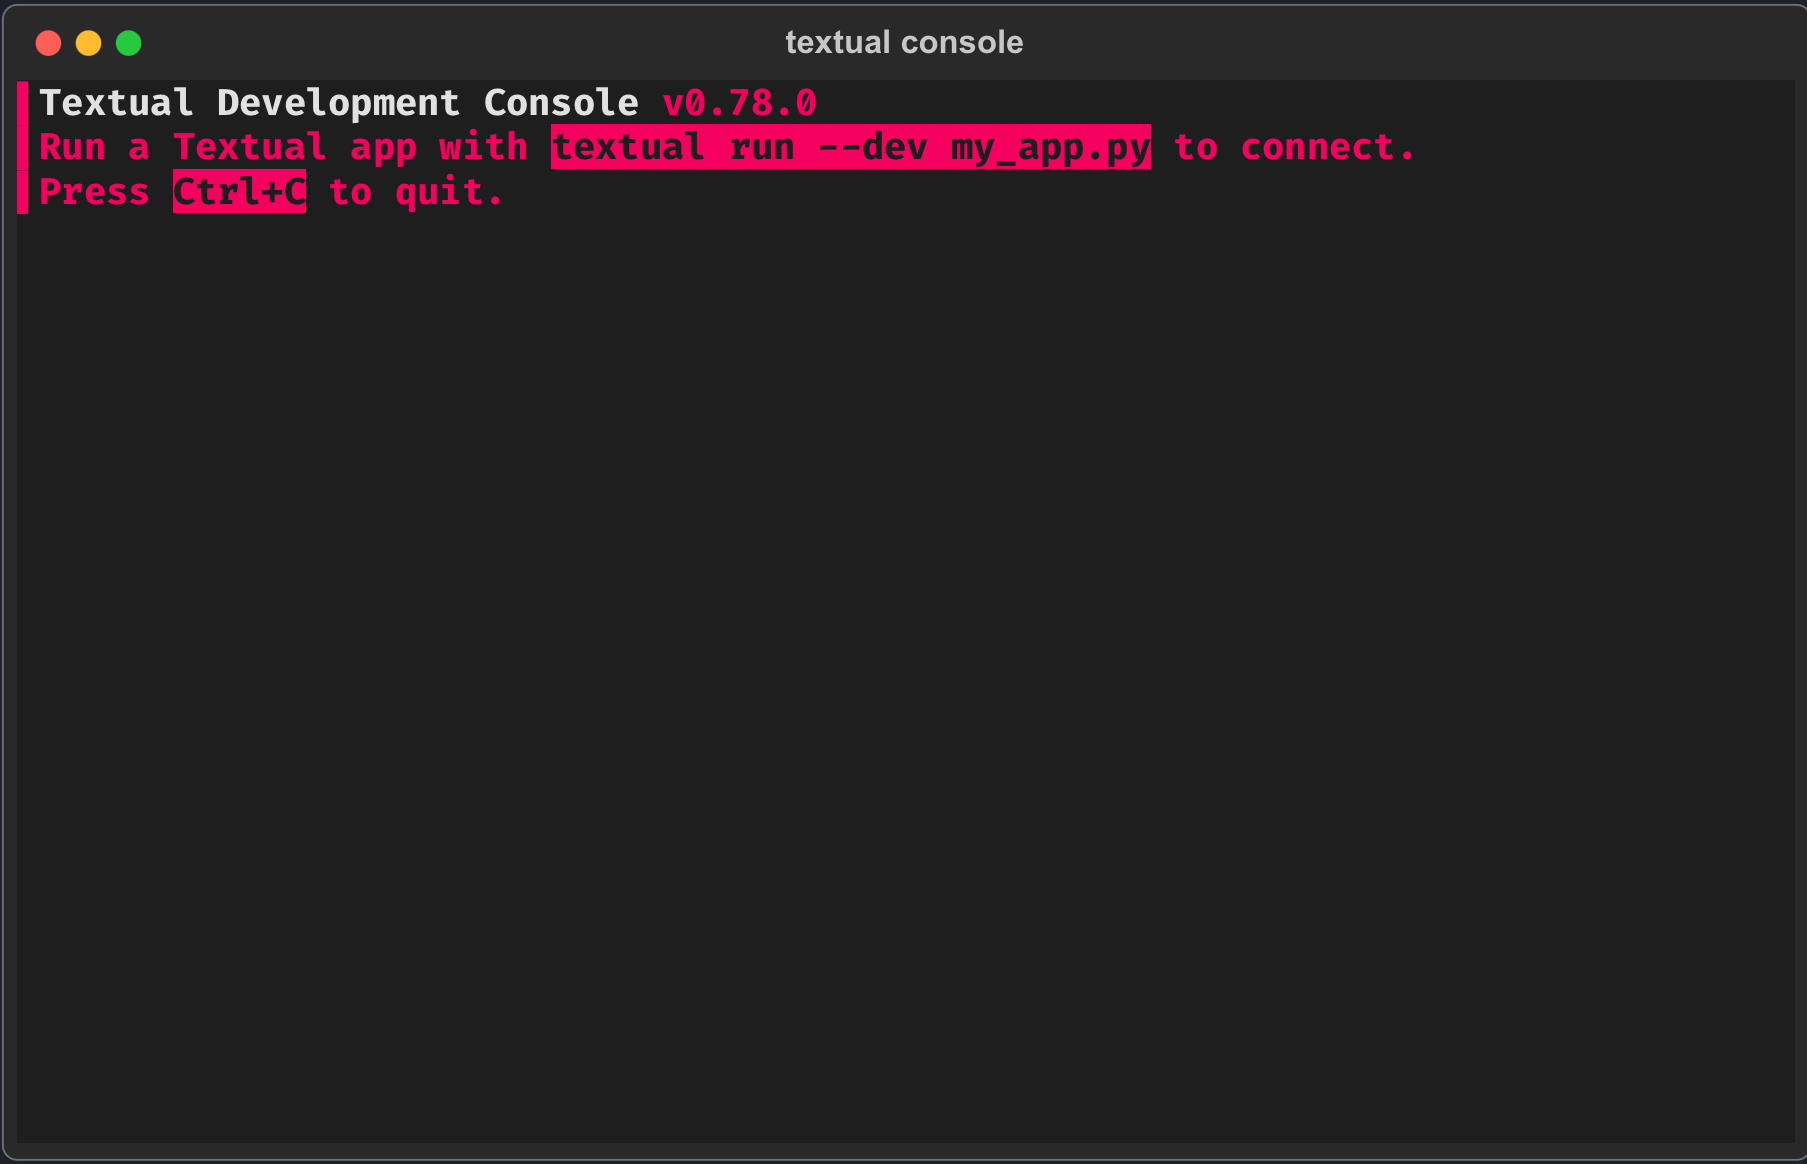 textual console
Textual Development Console v0.78.0
Run a Textual app with textual run --dev my_app.py to connect.
Press Ctrl+C to quit.